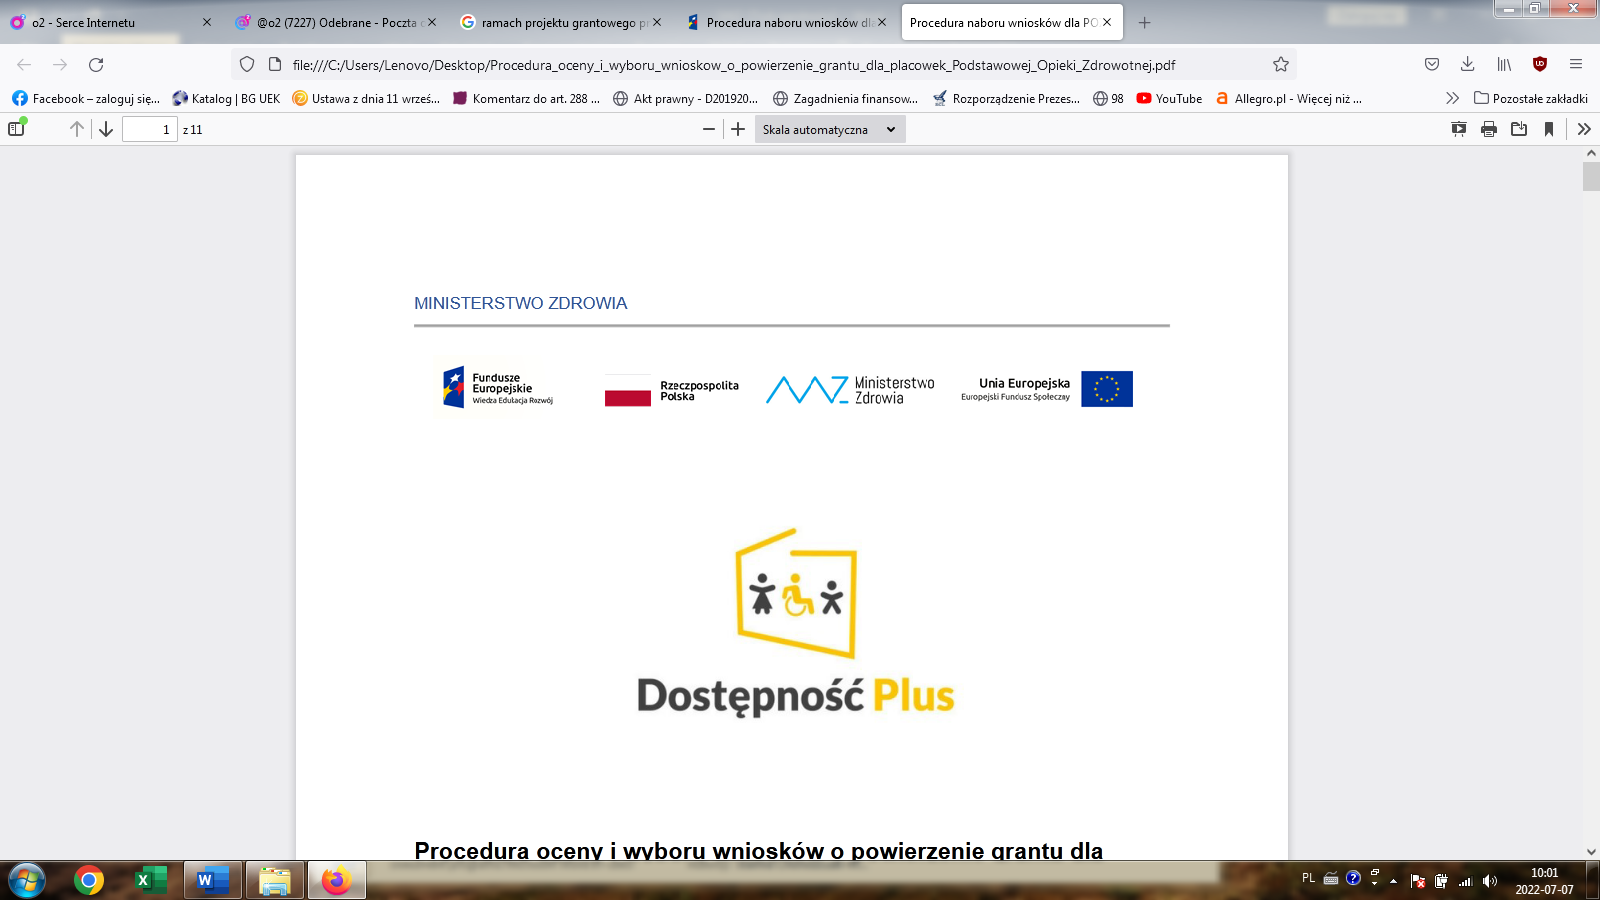 o2 - Serce Internetu
@o2 (7227) Odebrane - Poczta o
ramach projektu grantowego pr
Procedura naboru wniosków dla
Procedura naboru wniosków dla PO
file:///C:/Users/Lenovo/Desktop/Procedura_oceny_i_wyboru_wnioskow_o_powierzenie_grantu_dla_placowek_Podstawowej_Opieki_Zdrowotnej.pdf
Facebook – zaloguj się...
Katalog | BG UEK
Ustawa z dnia 11 wrześ...
Komentarz do art. 288 ...
Akt prawny - D201920...
Zagadnienia finansow...
Rozporządzenie Prezes...
98
YouTube
Allegro.pl - Więcej niż ...
Pozostałe zakładki
1 z 11
Skala automatyczna
MINISTERSTWO ZDROWIA
Fundusze
Europejskie
Wiedza Edukacja Rozwój
Rzeczpospolita
Polska
Ministerstwo
Zdrowia
Unia Europejska
Europejski Fundusz Społeczny
Dostępność Plus
Procedura oceny i wyboru wniosków o powierzenie grantu dla
PL
10:01
2022-07-07